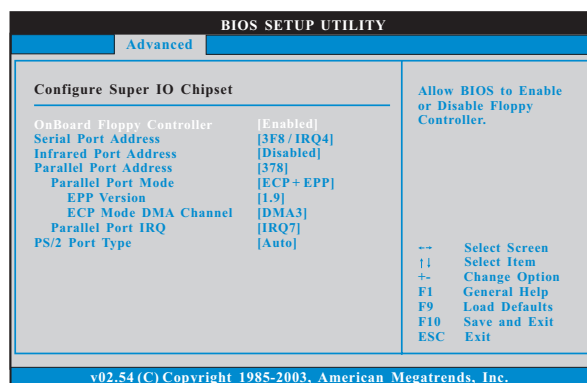 BIOS SETUP UTILITY
Advanced
Configure Super IO Chipset
OnBoard Floppy Controller [Enabled]
Serial Port Address [3F8 / IRQ4]
Infrared Port Address [Disabled]
Parallel Port Address [378]
Parallel Port Mode [ECP + EPP]
EPP Version [1.9]
ECP Mode DMA Channel [DMA3]
Parallel Port IRQ [IRQ7]
PS/2 Port Type [Auto]
Allow BIOS to Enable
or Disable Floppy
Controller.
←→ Select Screen
↑↓ Select Item
+- Change Option
F1 General Help
F9 Load Defaults
F10 Save and Exit
ESC Exit
v02.54 (C) Copyright 1985-2003, American Megatrends, Inc.